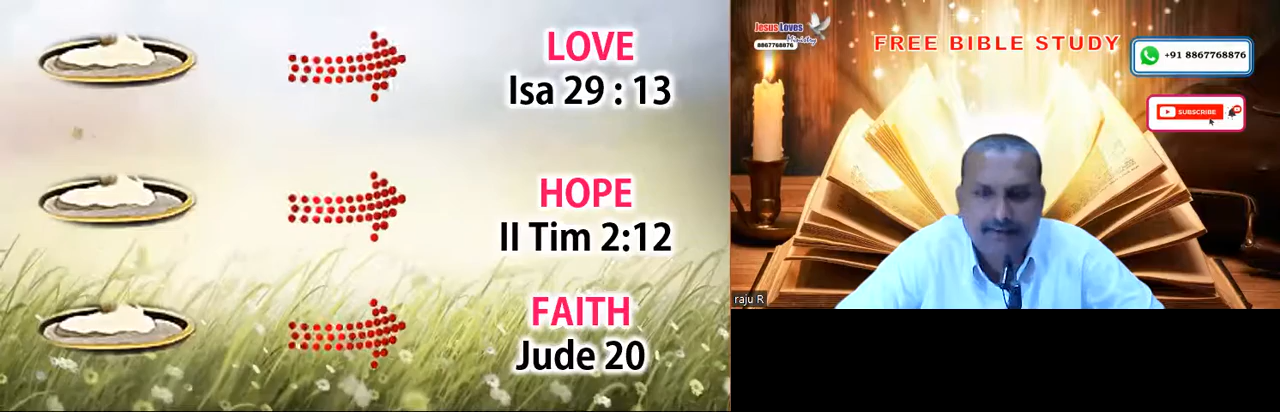 LOVE
Isa 29 : 13
HOPE
II Tim 2:12
FAITH
Jude 20
Jesus Loves
Ministry
8867768876
FREE BIBLE STUDY
+91 8867768876
SUBSCRIBE
raju R